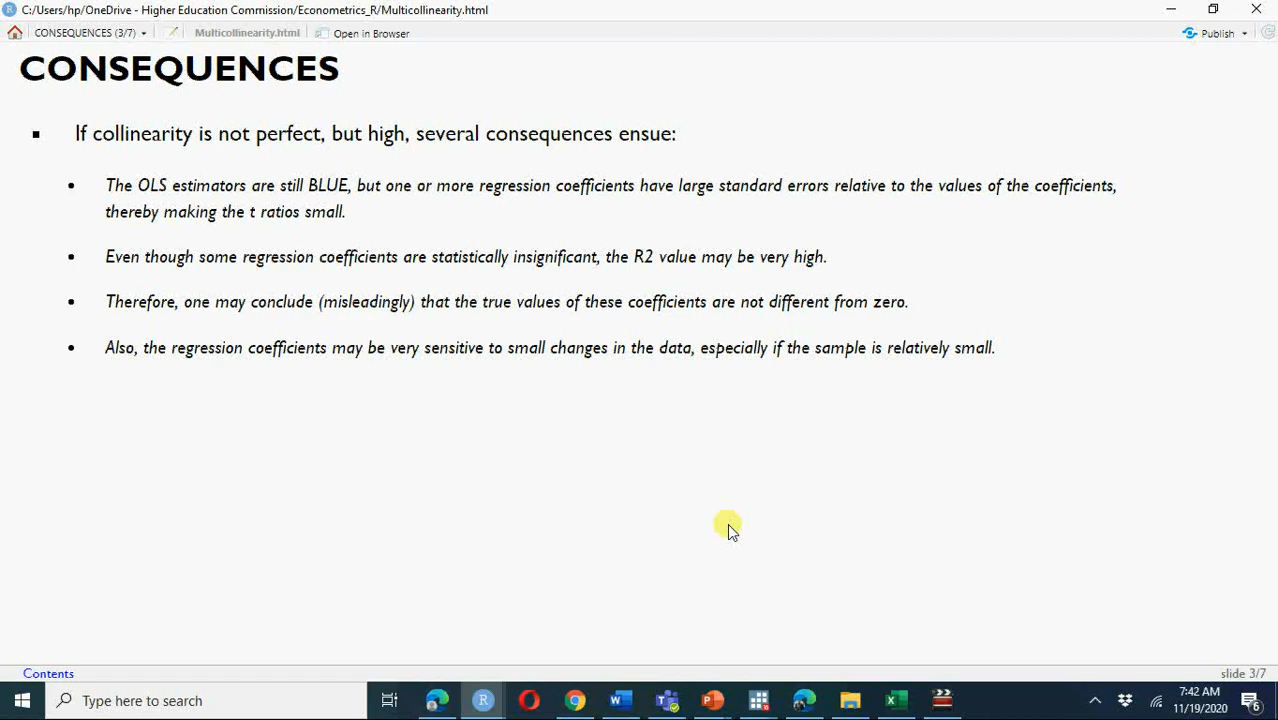 C:/Users/hp/OneDrive - Higher Education Commission/Econometrics_R/Multicollinearity.html
CONSEQUENCES (3/7)
Multicollinearity.html
Open in Browser
Publish
CONSEQUENCES
If collinearity is not perfect, but high, several consequences ensue:
The OLS estimators are still BLUE, but one or more regression coefficients have large standard errors relative to the values of the coefficients,
thereby making the t ratios small.
Even though some regression coefficients are statistically insignificant, the R2 value may be very high.
Therefore, one may conclude (misleadingly) that the true values of these coefficients are not different from zero.
Also, the regression coefficients may be very sensitive to small changes in the data, especially if the sample is relatively small.
Contents
slide 3/7
Type here to search
7:42 AM
11/19/2020
6